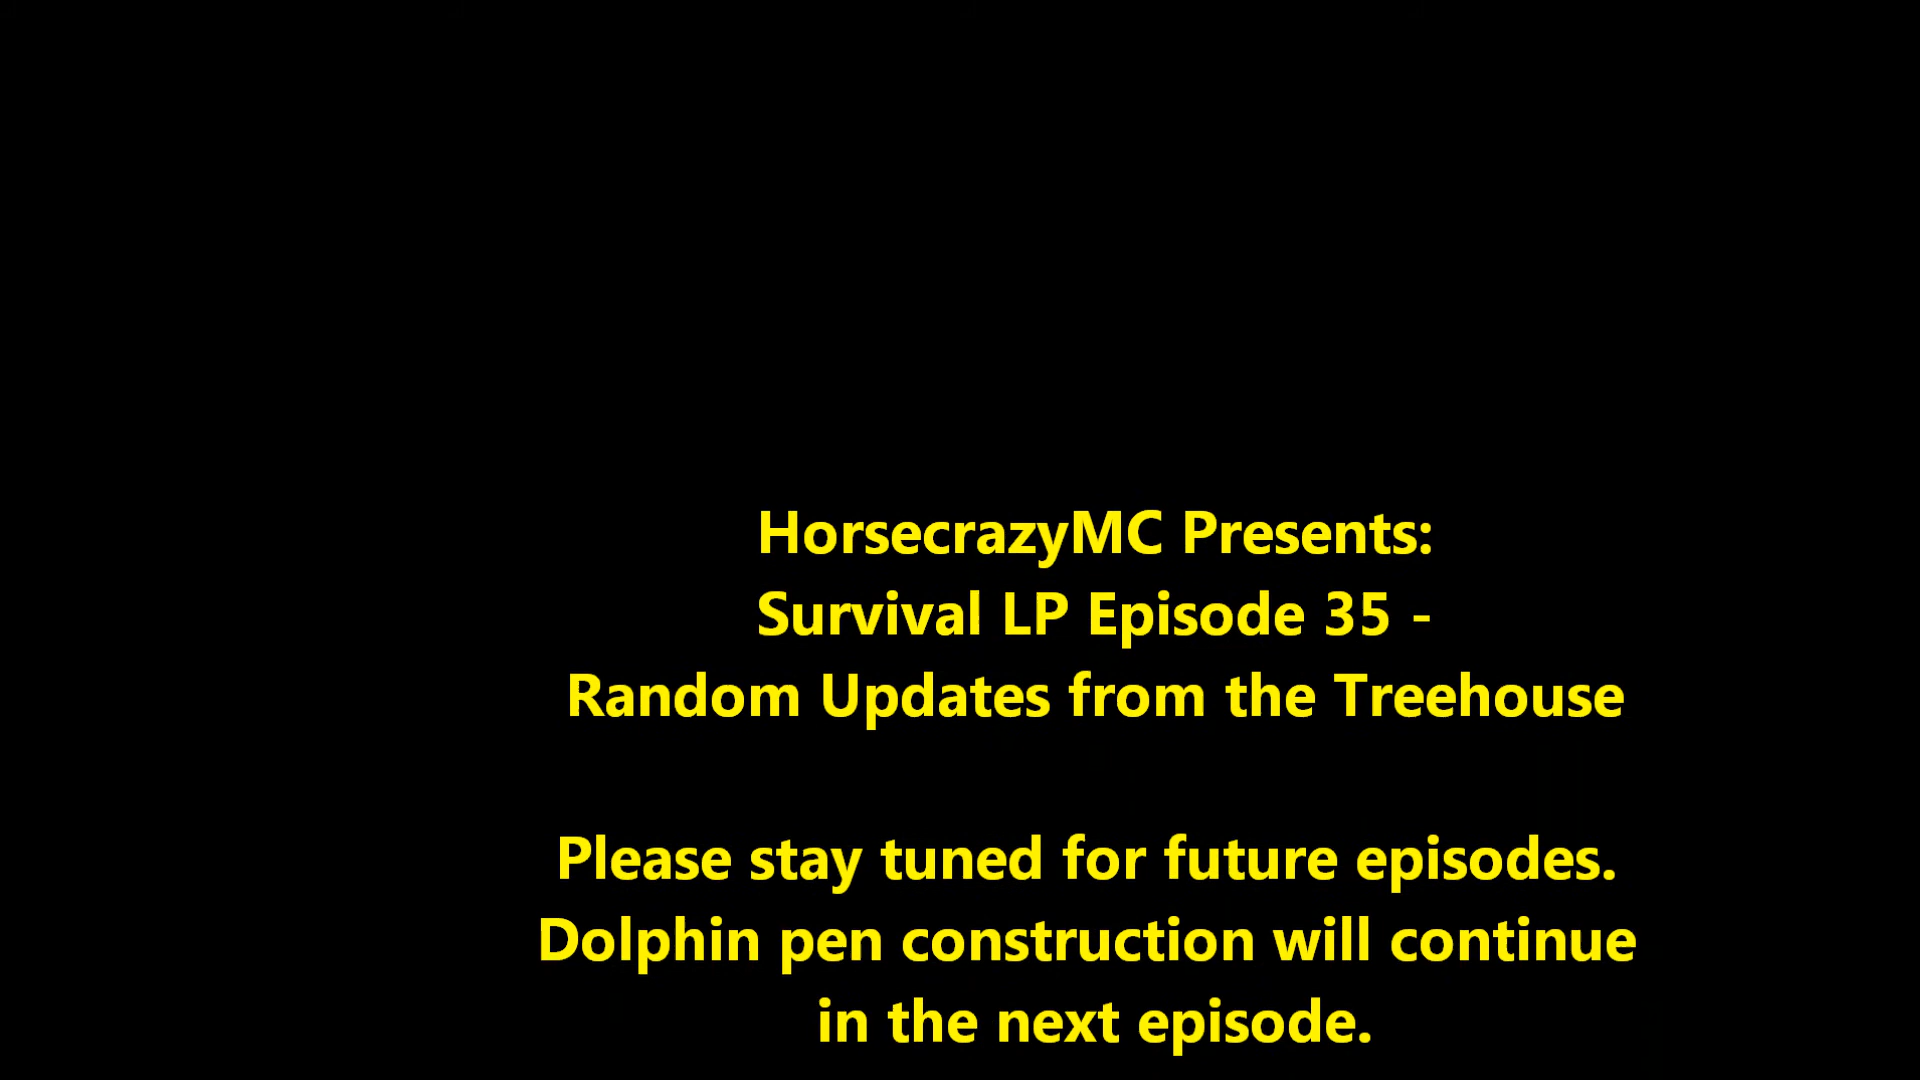 HorsecrazyMC Presents:
Survival LP Episode 35 -
Random Updates from the Treehouse
Please stay tuned for future episodes.
Dolphin pen construction will continue
in the next episode.